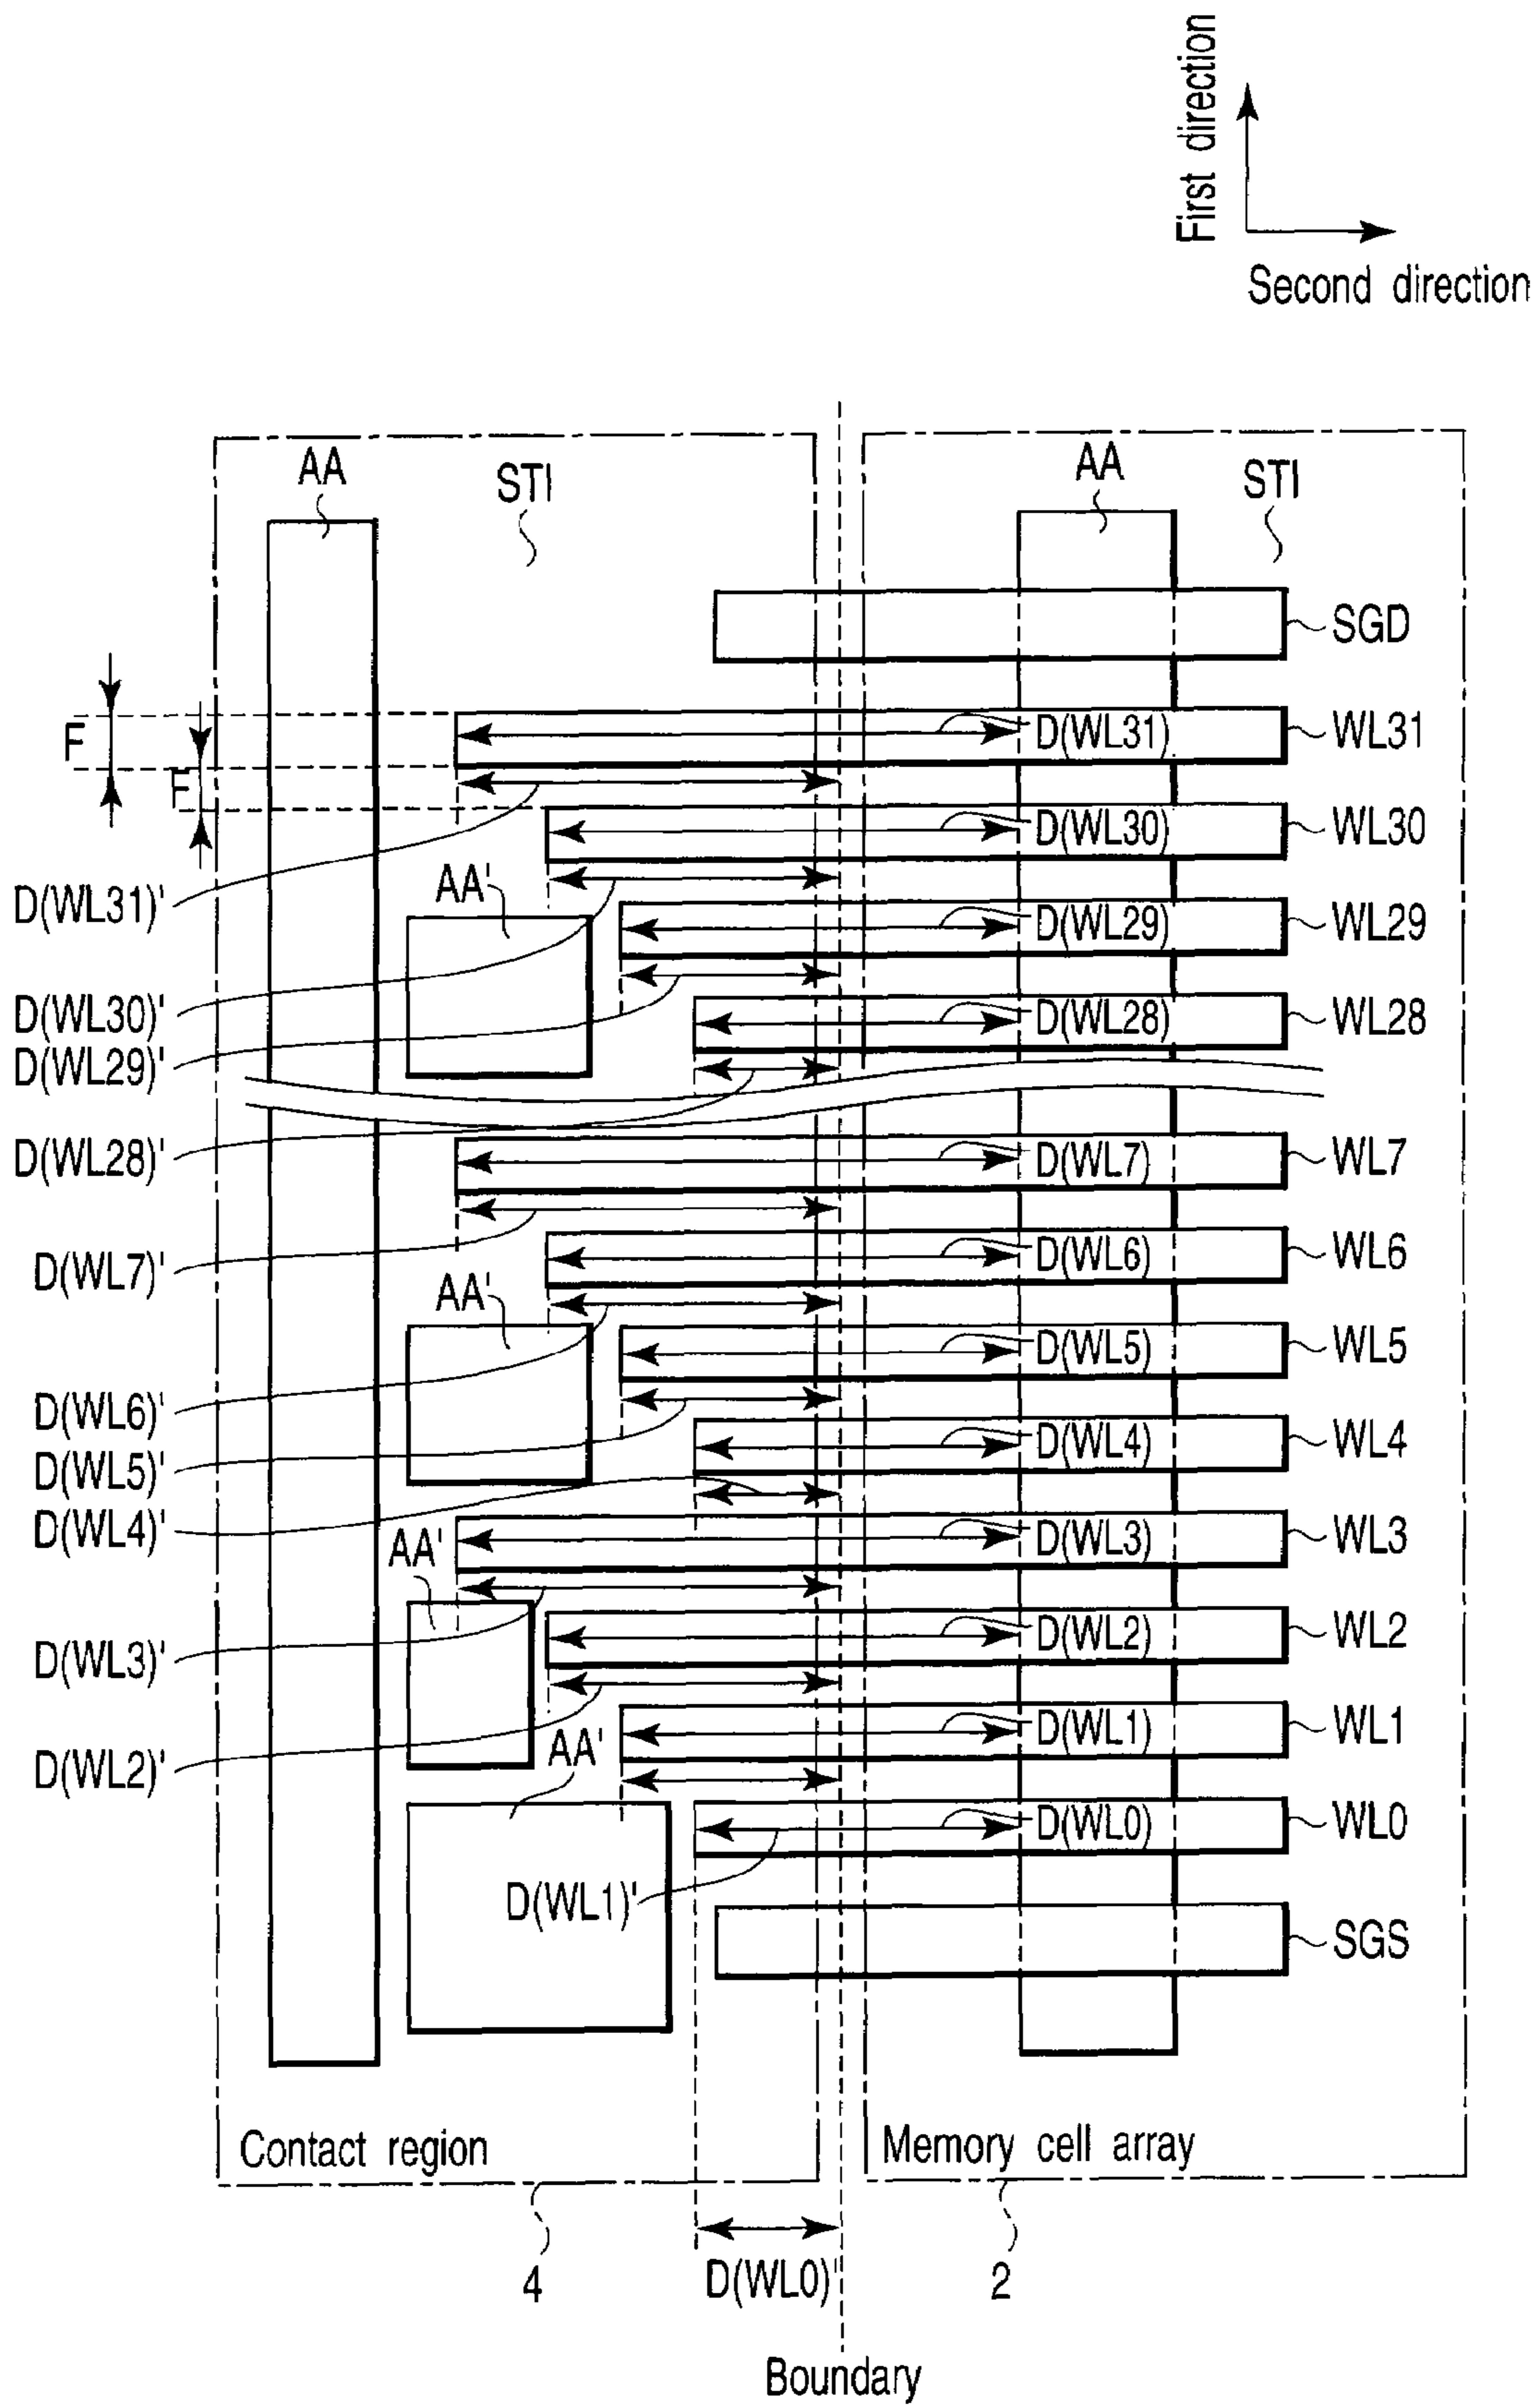 First direction
Second direction
AA
STI
AA
STI
SGD
F
F
D(WL31)
WL31
D(WL30)
WL30
AA'
D(WL31)'
D(WL29)
WL29
D(WL30)'
D(WL28)
WL28
D(WL29)'
D(WL28)'
D(WL7)
WL7
D(WL7)'
D(WL6)
WL6
AA'
D(WL5)
WL5
D(WL6)'
D(WL4)
WL4
D(WL5)'
D(WL4)'
AA'
D(WL3)
WL3
D(WL3)'
D(WL2)
WL2
D(WL2)'
AA'
D(WL1)
WL1
D(WL0)
WL0
D(WL1)'
SGS
Contact region
Memory cell array
4
D(WL0)'
2
Boundary